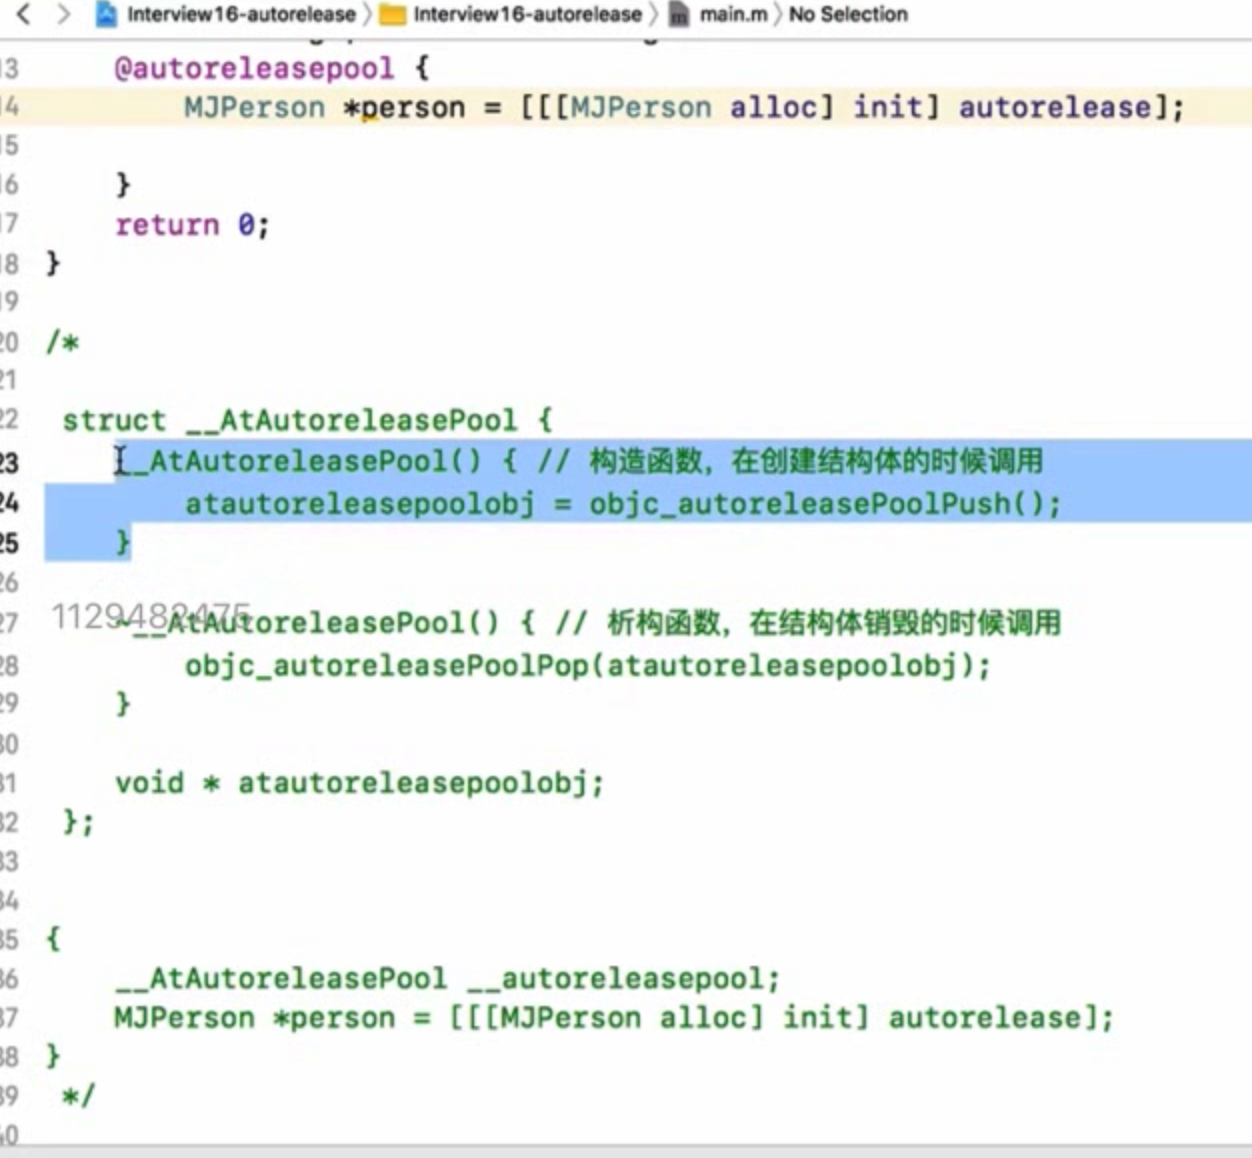 Interview16-autorelease Interview16-autorelease main.m No Selection
13 @autoreleasepool {
14 MJPerson *person = [[[MJPerson alloc] init] autorelease];
15
16 }
17 return 0;
18 }
19
20 /*
21
22 struct __AtAutoreleasePool {
23 __AtAutoreleasePool() { // 构造函数，在创建结构体的时候调用
24 atautoreleasepoolobj = objc_autoreleasePoolPush();
25 }
26
1129482475
27 ~__AtAutoreleasePool() { // 析构函数，在结构体销毁的时候调用
28 objc_autoreleasePoolPop(atautoreleasepoolobj);
29 }
30
31 void * atautoreleasepoolobj;
32 };
33
34
35 {
36 __AtAutoreleasePool __autoreleasepool;
37 MJPerson *person = [[[MJPerson alloc] init] autorelease];
38 }
39 */
40